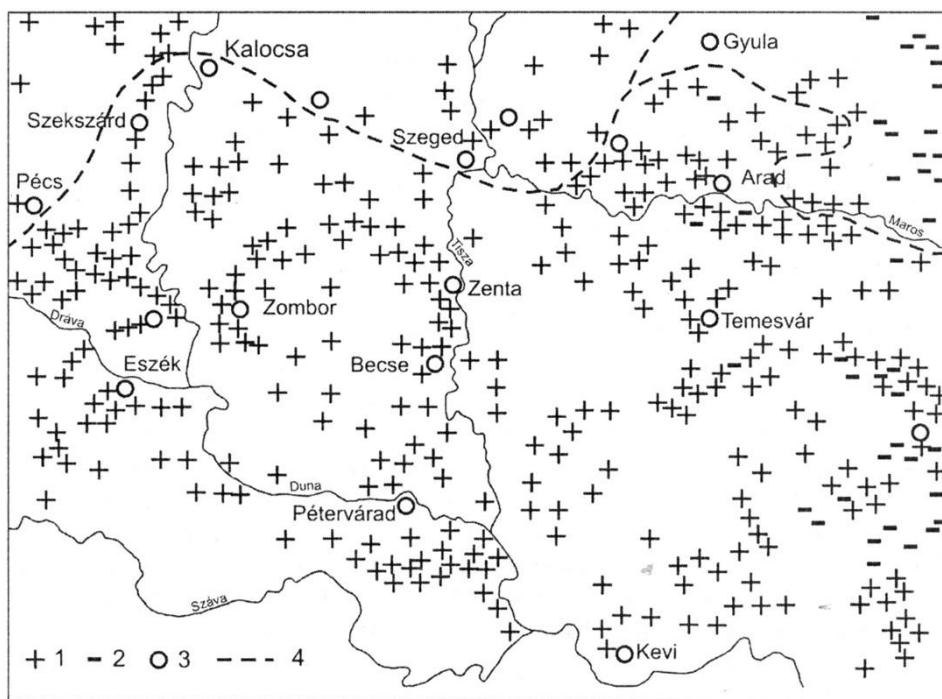 Kalocsa
Gyula
Szekszárd
Szeged
Pécs
Arad
Maros
Tisza
Zombor
Zenta
Temesvár
Dráva
Eszék
Becse
Duna
Pétervárad
Száva
Kevi
1 2 3 4